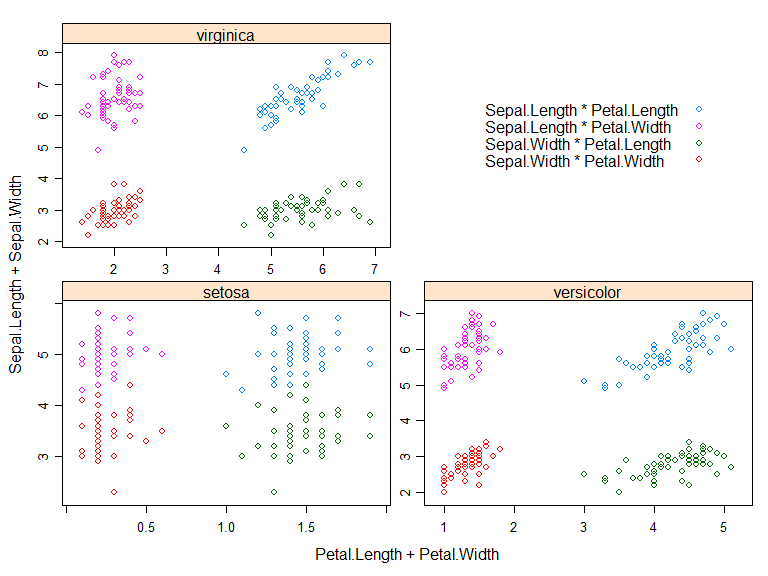 virginica
Sepal.Length * Petal.Length
Sepal.Length * Petal.Width
Sepal.Width * Petal.Length
Sepal.Width * Petal.Width
8
7
6
5
4
3
2
2 3 4 5 6 7
Sepal.Length + Sepal.Width
setosa
versicolor
5
4
3
0.5 1.0 1.5
7
6
5
4
3
2
1 2 3 4 5
Petal.Length + Petal.Width